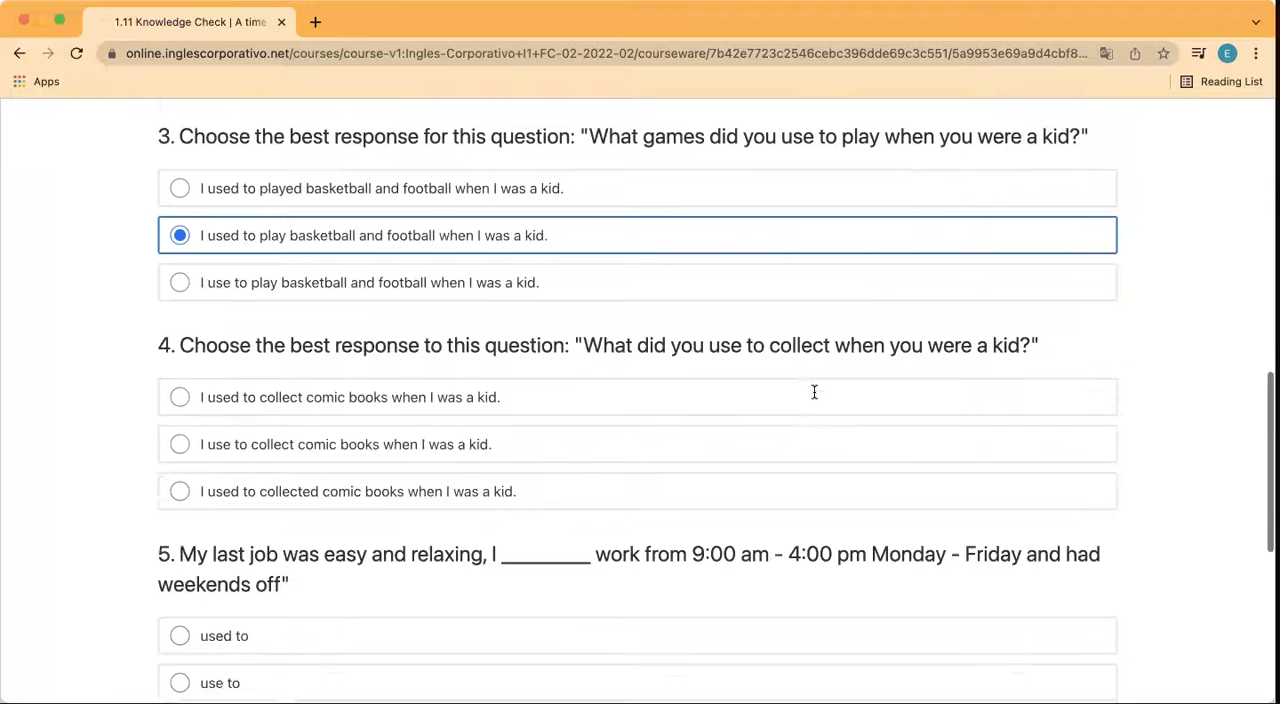 1.11 Knowledge Check | A time
online.inglescorporativo.net/courses/course-v1:Ingles-Corporativo+I1+FC-02-2022-02/courseware/7b42e7723c2546cebc396dde69c3c551/5a9953e69a9d4cbf8...
E
Apps
Reading List
3. Choose the best response for this question: "What games did you use to play when you were a kid?"
I used to played basketball and football when I was a kid.
I used to play basketball and football when I was a kid.
I use to play basketball and football when I was a kid.
4. Choose the best response to this question: "What did you use to collect when you were a kid?"
I used to collect comic books when I was a kid.
I use to collect comic books when I was a kid.
I used to collected comic books when I was a kid.
5. My last job was easy and relaxing, I _________ work from 9:00 am - 4:00 pm Monday - Friday and had
weekends off"
used to
use to